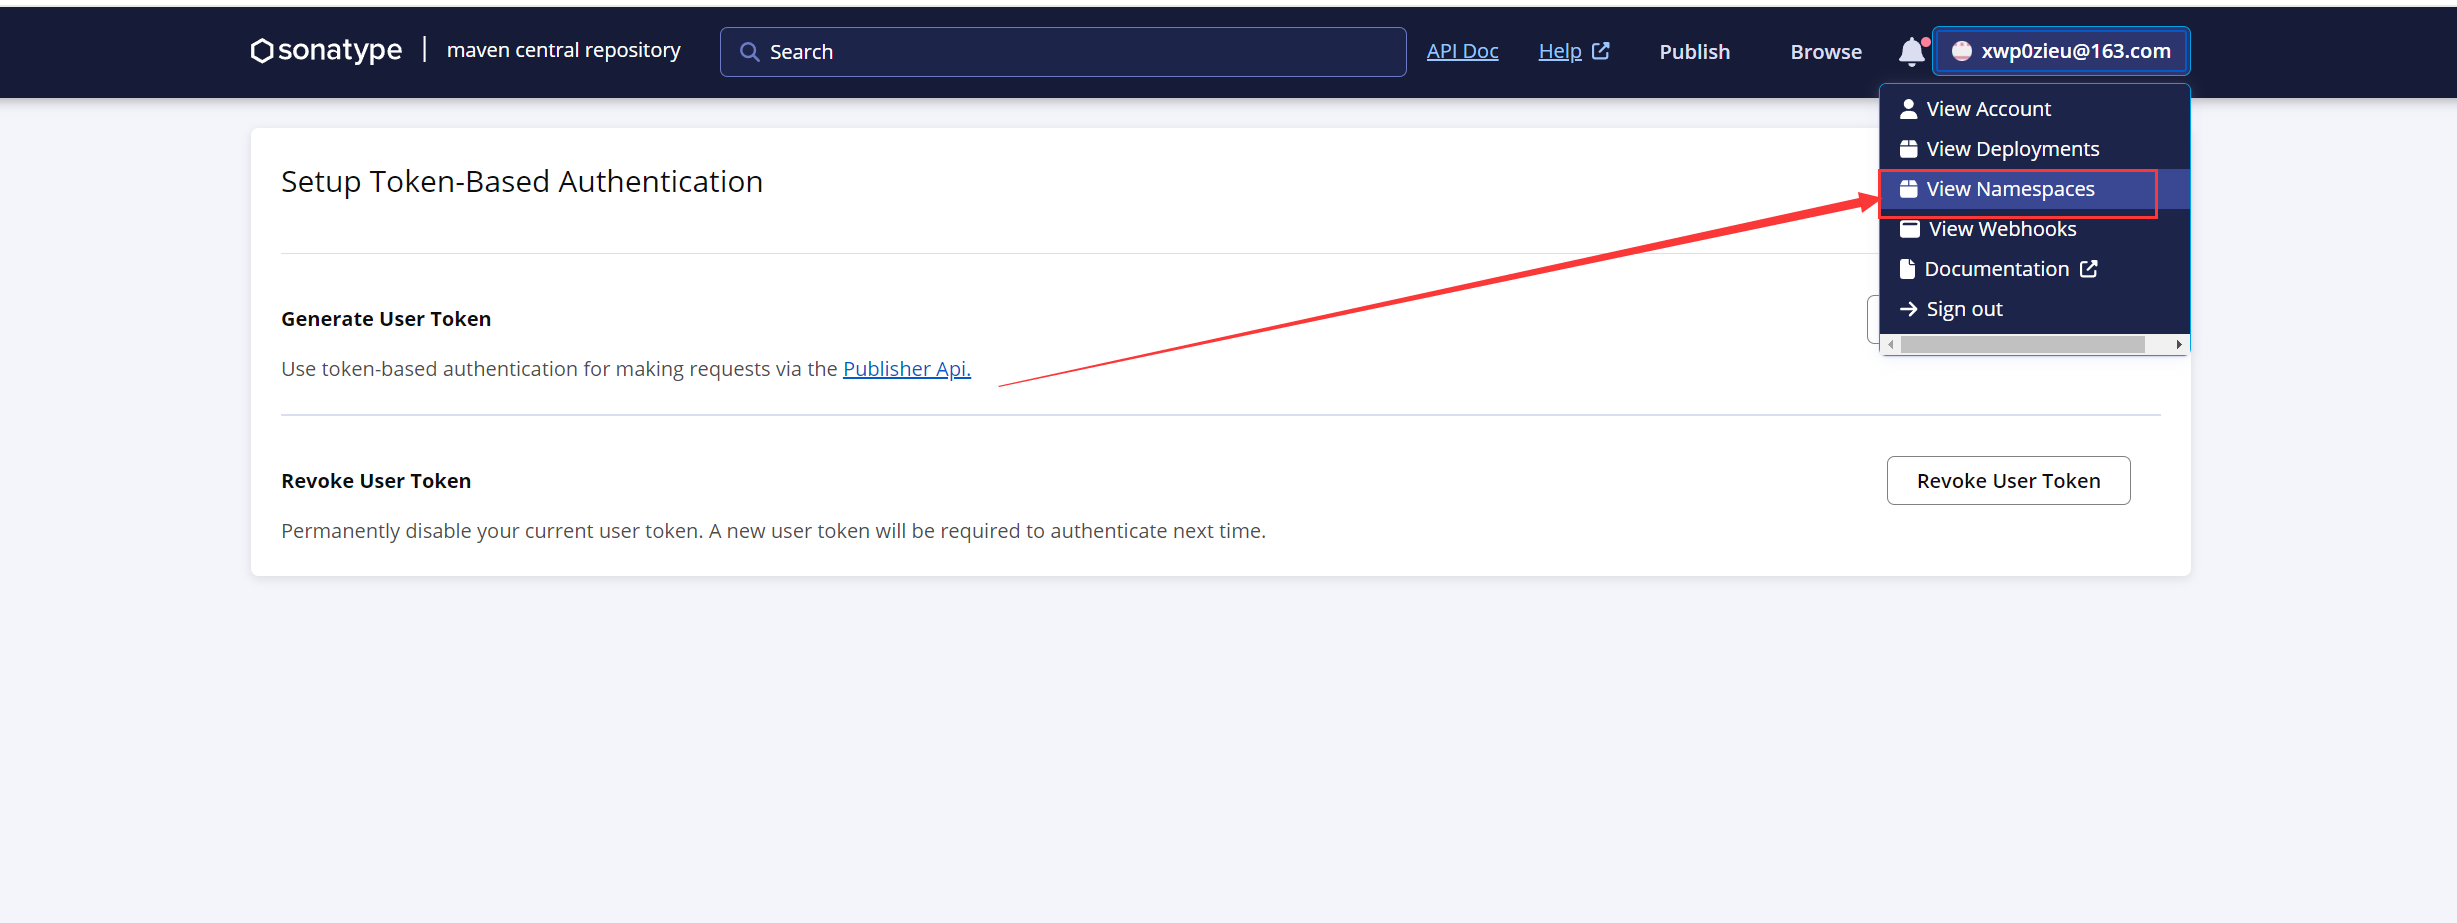 sonatype | maven central repository Search API Doc Help Publish Browse xwp0zieu@163.com
View Account
View Deployments
View Namespaces
View Webhooks
Documentation
Sign out
Setup Token-Based Authentication
Generate User Token
Use token-based authentication for making requests via the Publisher Api.
Revoke User Token
Revoke User Token
Permanently disable your current user token. A new user token will be required to authenticate next time.